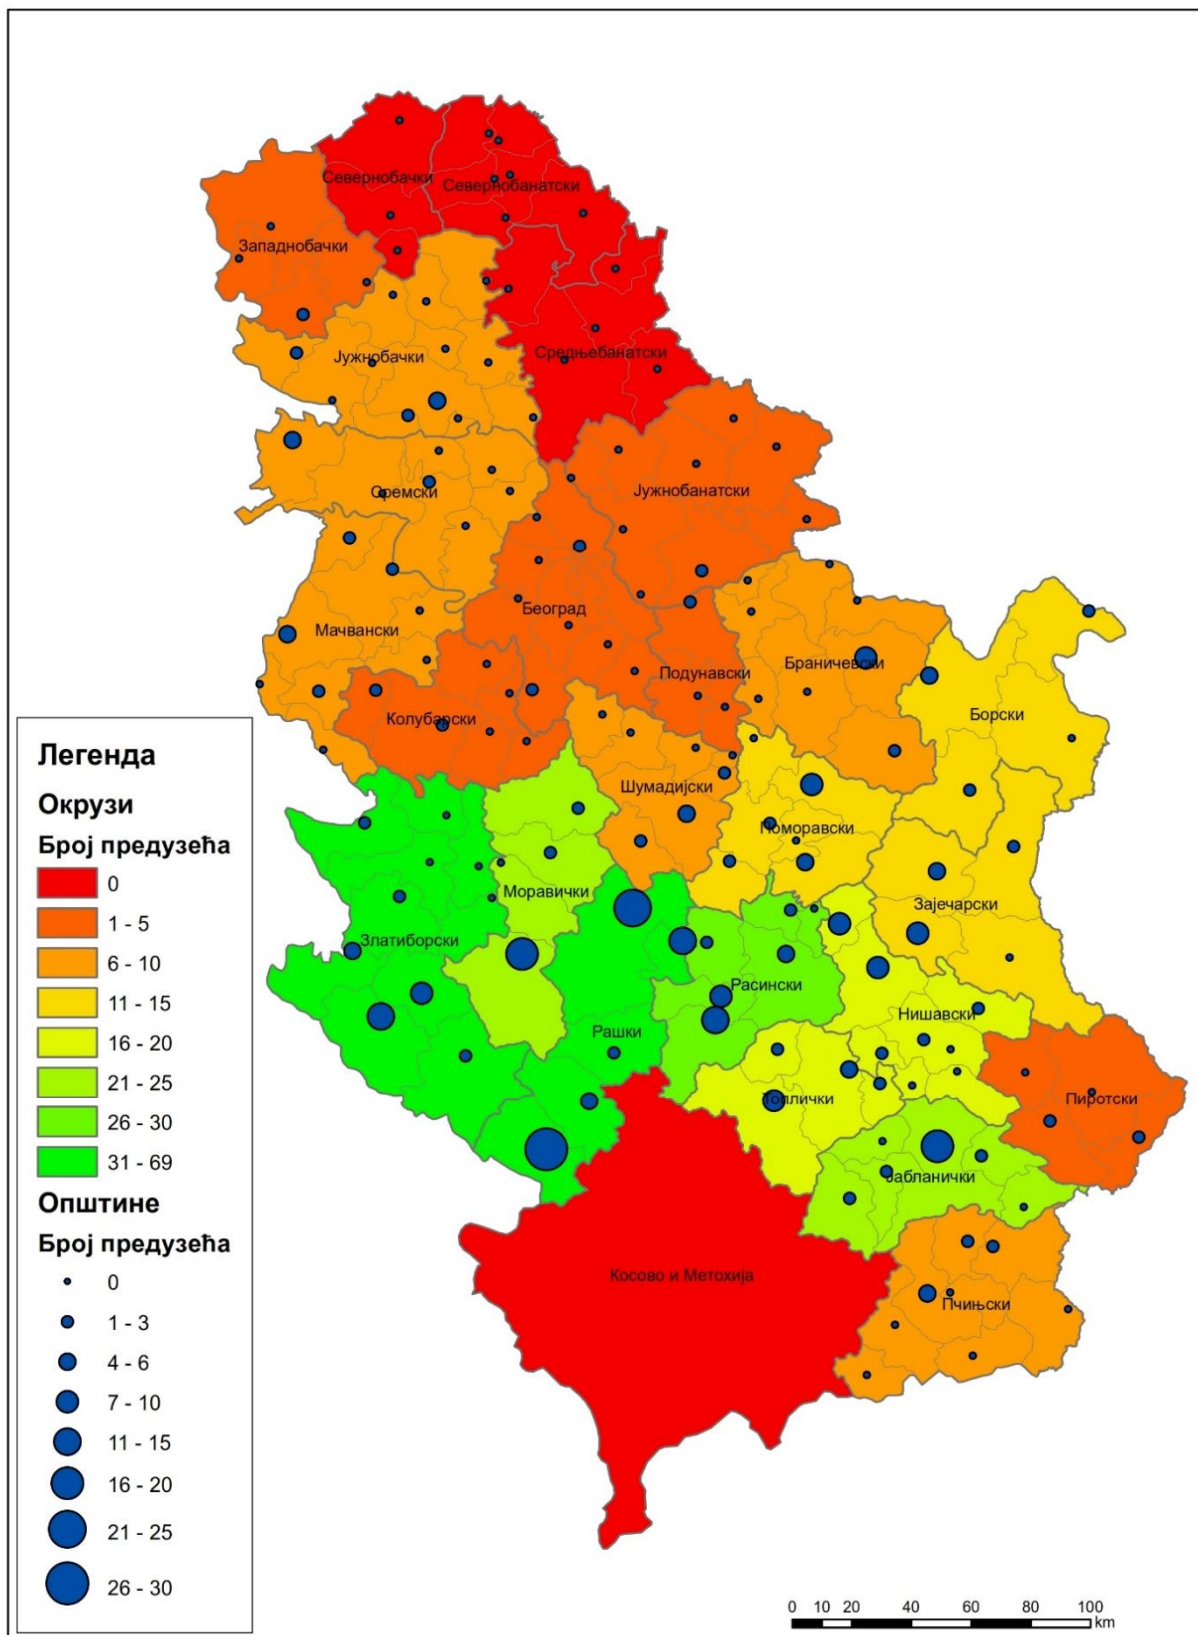 Севернобачки
Севернобанатски
Западнобачки
Јужнобачки
Средњебанатски
Сремски
Јужнобанатски
Београд
Мачвански
Подунавски
Браничевски
Колубарски
Борски
Шумадијски
Поморавски
Моравички
Зајечарски
Златиборски
Расински
Нишавски
Рашки
Топлички
Пиротски
Јабланички
Косово и Метохија
Пчињски
Легенда
Окрузи
Број предузећа
0
1 - 5
6 - 10
11 - 15
16 - 20
21 - 25
26 - 30
31 - 69
Општине
Број предузећа
0
1 - 3
4 - 6
7 - 10
11 - 15
16 - 20
21 - 25
26 - 30
0 10 20 40 60 80 100
km